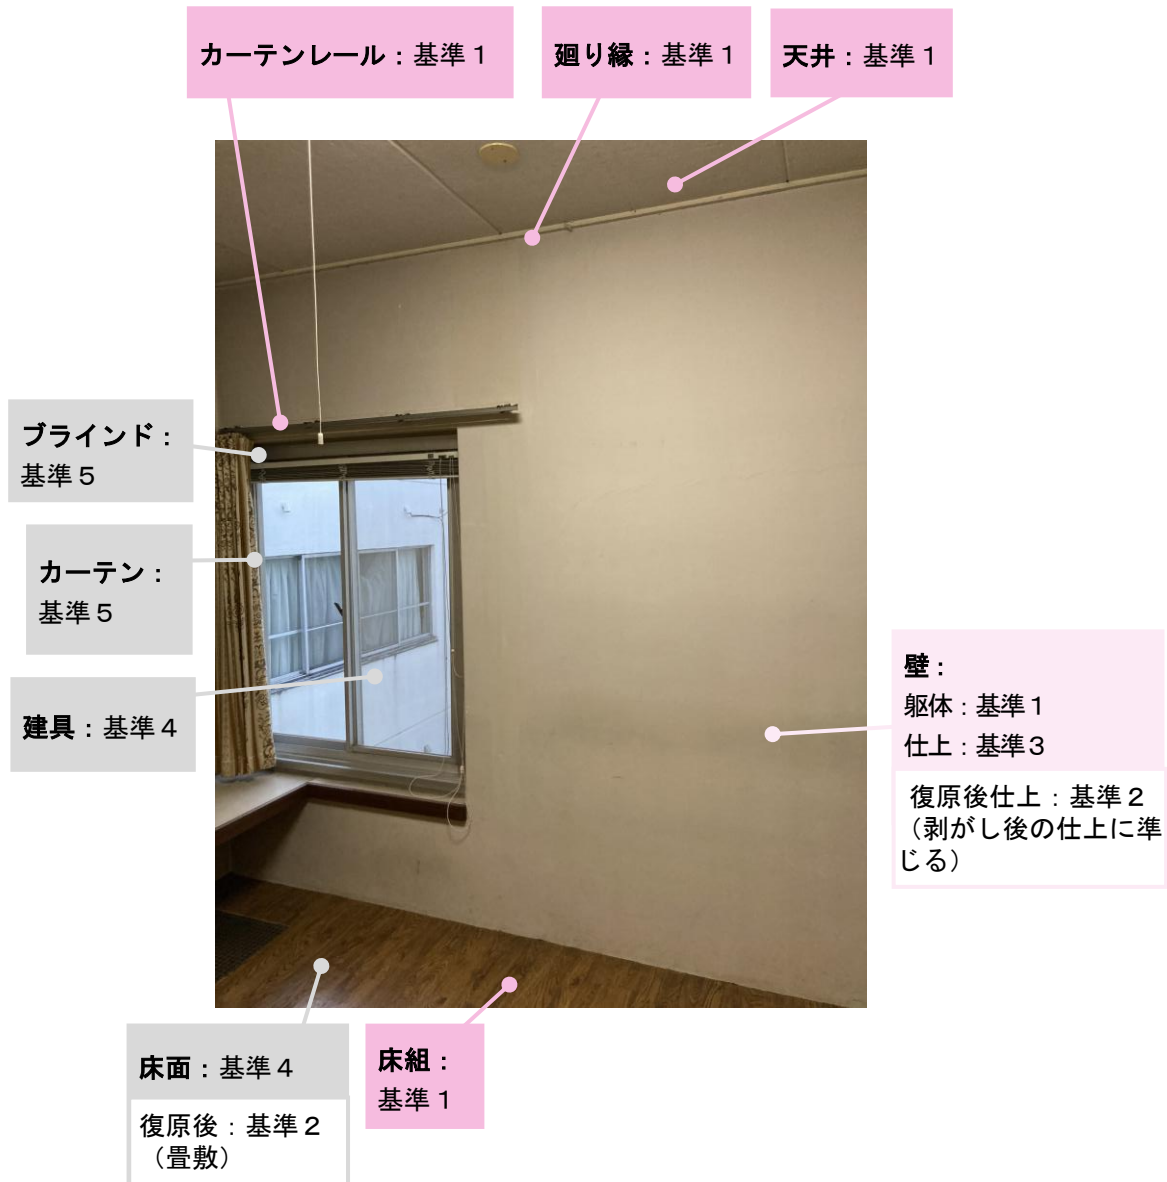 カーテンレール：基準１
廻り縁：基準１
天井：基準１
ブラインド：
基準５
カーテン：
基準５
建具：基準４
壁：
躯体：基準１
仕上：基準３
復原後仕上：基準２
（剥がし後の仕上に準
じる）
床面：基準４
復原後：基準２
（畳敷）
床組：
基準１